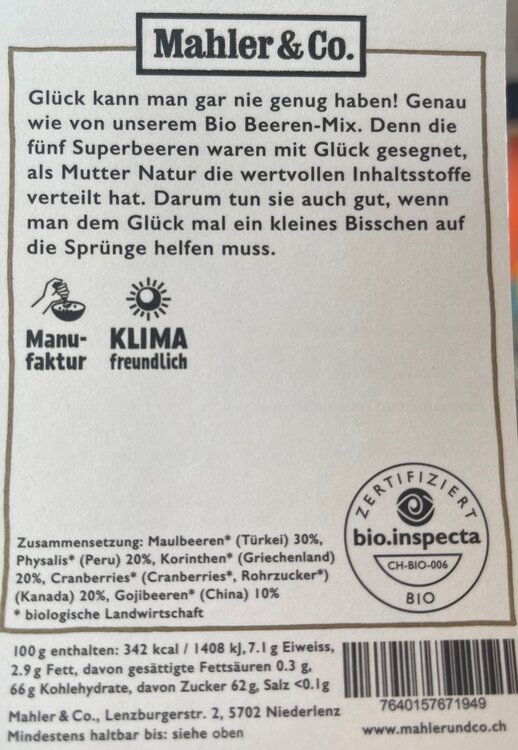 Mahler & Co.
Glück kann man gar nie genug haben! Genau
wie von unserem Bio Beeren-Mix. Denn die
fünf Superbeeren waren mit Glück gesegnet,
als Mutter Natur die wertvollen Inhaltsstoffe
verteilt hat. Darum tun sie auch gut, wenn
man dem Glück mal ein kleines Bisschen auf
die Sprünge helfen muss.
Manu-
faktur
KLIMA
freundlich
ZERTIFIZIERT
bio.inspecta
CH-BIO-006
BIO
Zusammensetzung: Maulbeeren* (Türkei) 30%,
Physalis* (Peru) 20%, Korinthen* (Griechenland)
20%, Cranberries* (Cranberries*, Rohrzucker*)
(Kanada) 20%, Gojibeeren* (China) 10%
* biologische Landwirtschaft
100 g enthalten: 342 kcal / 1408 kJ, 7.1 g Eiweiss,
2.9 g Fett, davon gesättigte Fettsäuren 0.3 g,
66 g Kohlehydrate, davon Zucker 62 g, Salz <0.1g
Mahler & Co., Lenzburgerstr. 2, 5702 Niederlenz
Mindestens haltbar bis: siehe oben
7640157671949
www.mahlerundco.ch